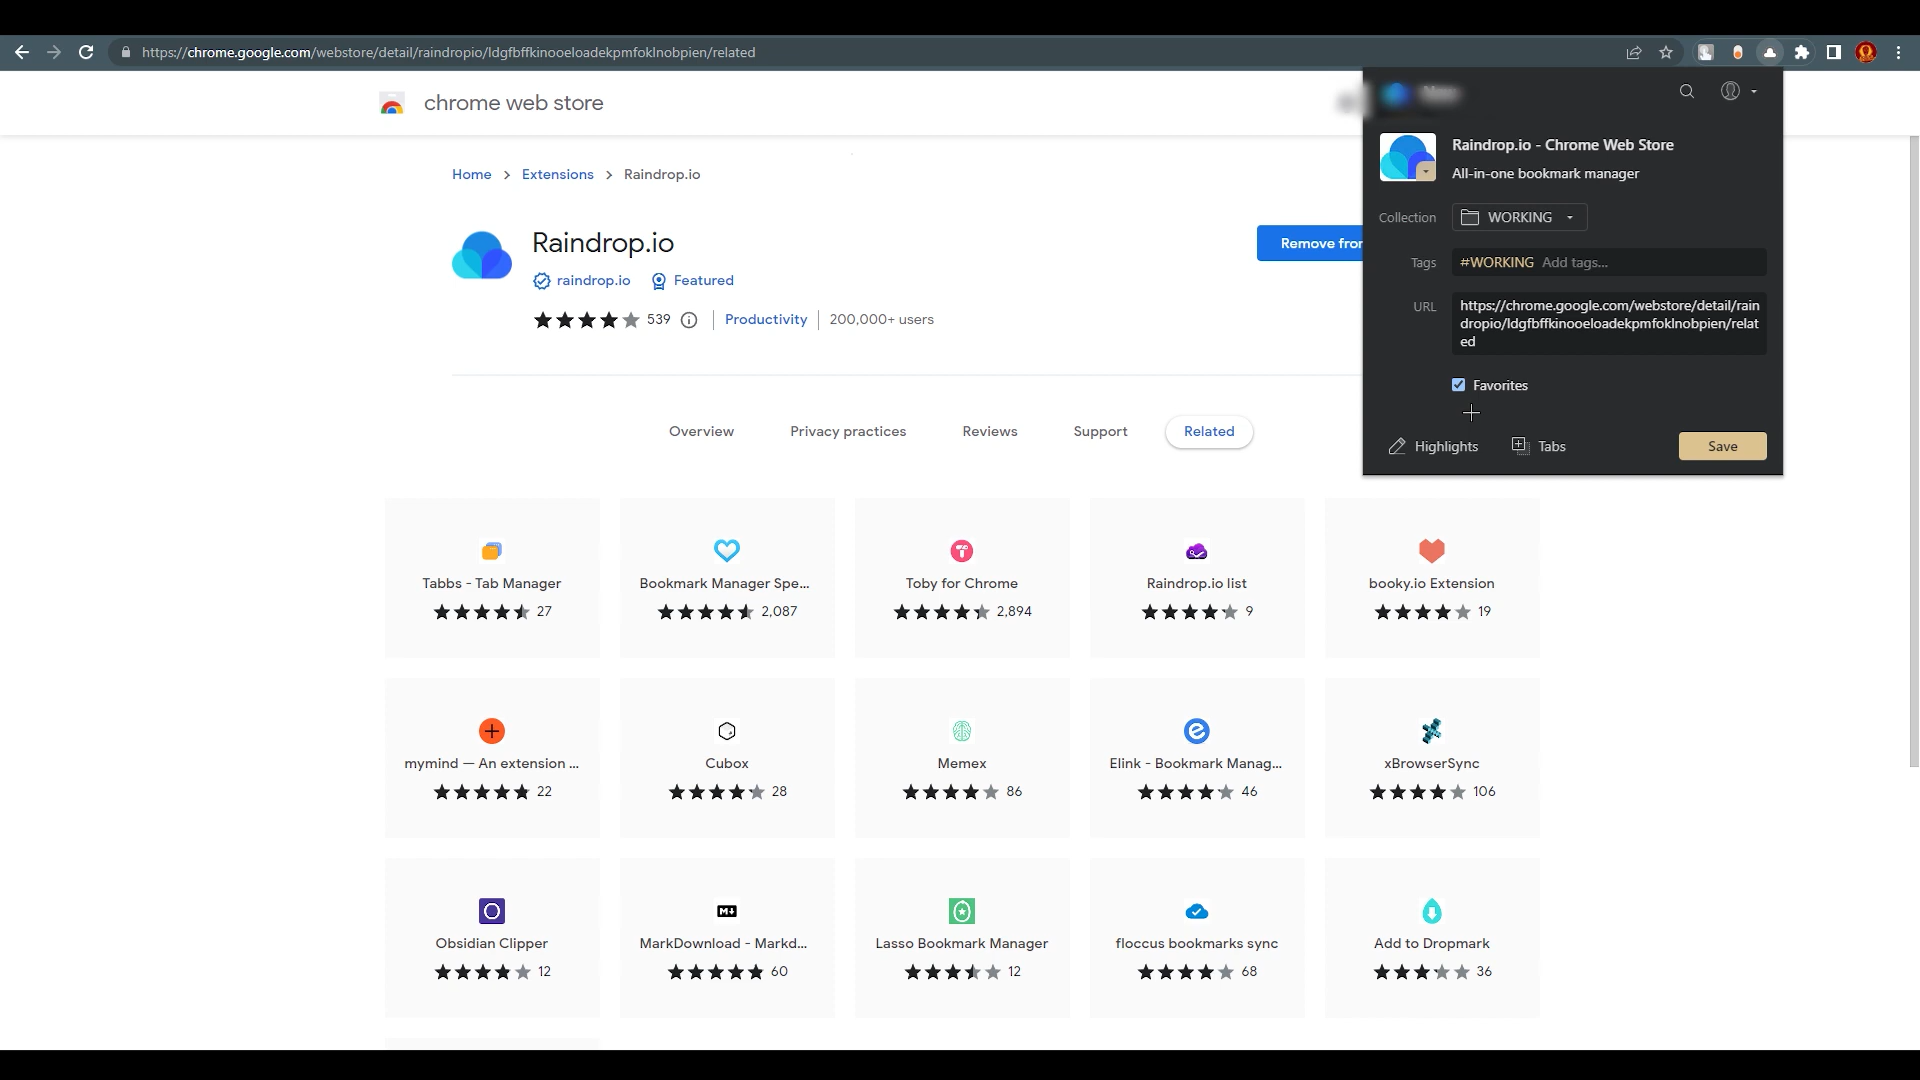 https://chrome.google.com/webstore/detail/raindropio/ldgfbffkinooeloadekpmfoklnobpien/related
chrome web store
Home > Extensions > Raindrop.io
Raindrop.io
raindrop.io Featured
539 Productivity 200,000+ users
Remove from
Overview Privacy practices Reviews Support Related
Raindrop.io - Chrome Web Store
All-in-one bookmark manager
Collection WORKING
Tags #WORKING Add tags...
URL https://chrome.google.com/webstore/detail/rain
dropio/ldgfbffkinooeloadekpmfoklnobpien/relat
ed
Favorites
Highlights Tabs Save
Tabbs - Tab Manager
27
Bookmark Manager Spe...
2,087
Toby for Chrome
2,894
Raindrop.io list
9
booky.io Extension
19
mymind — An extension ...
22
Cubox
28
Memex
86
Elink - Bookmark Manag...
46
xBrowserSync
106
Obsidian Clipper
12
M↓
MarkDownload - Markd...
60
Lasso Bookmark Manager
12
floccus bookmarks sync
68
Add to Dropmark
36